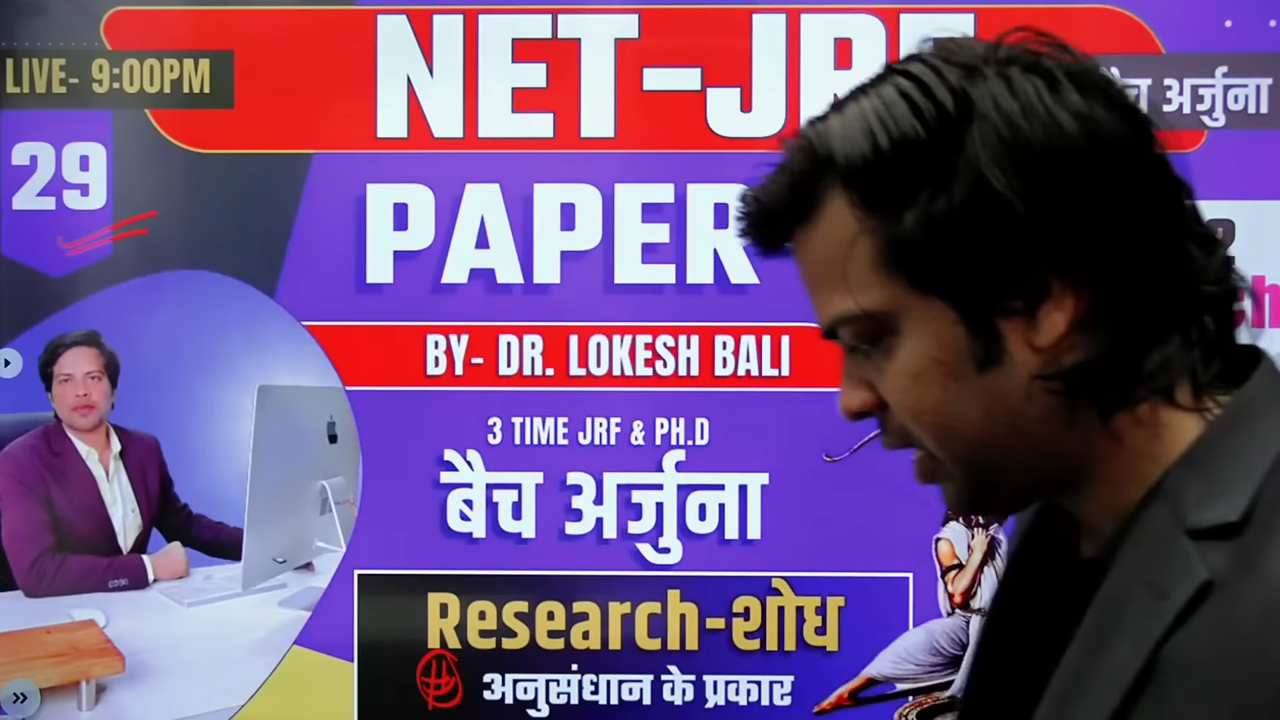 LIVE- 9:00PM
NET-JRF
अर्जुना
29
PAPER
BY- DR. LOKESH BALI
3 TIME JRF & PH.D
बैच अर्जुना
Research-शोध
अनुसंधान के प्रकार